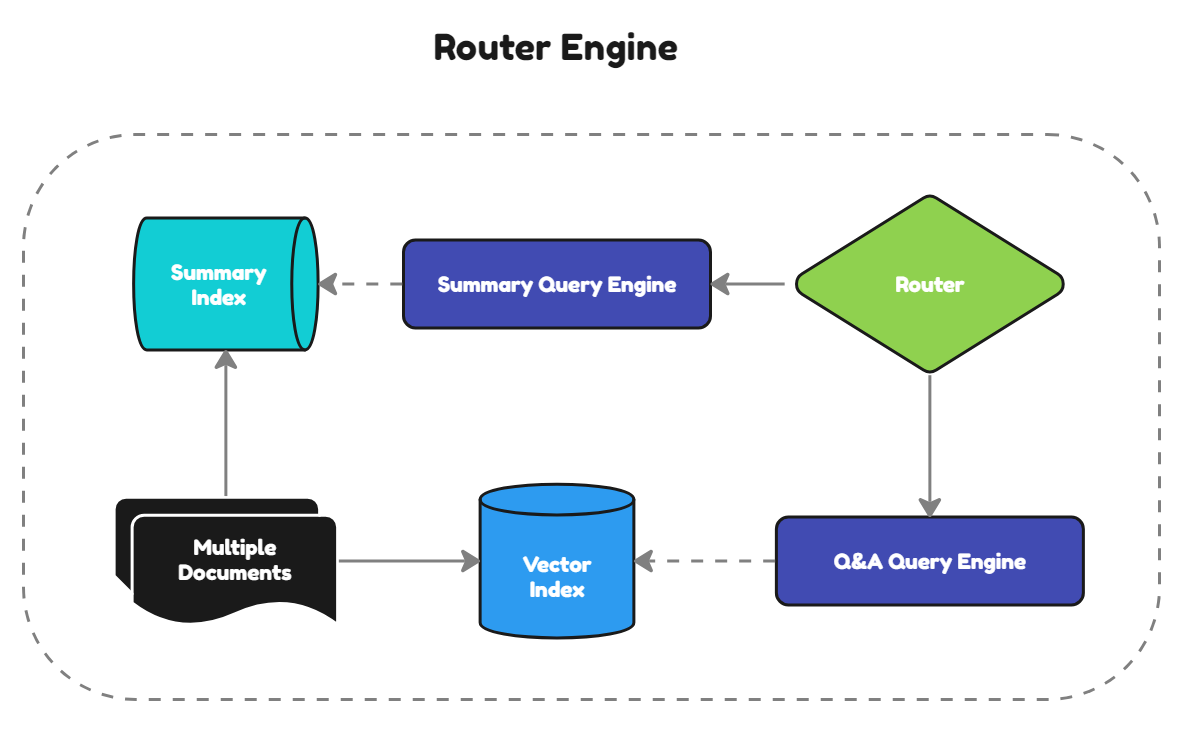 Router Engine
Summary
Index
Summary Query Engine
Router
Multiple
Documents
Vector
Index
Q&A Query Engine